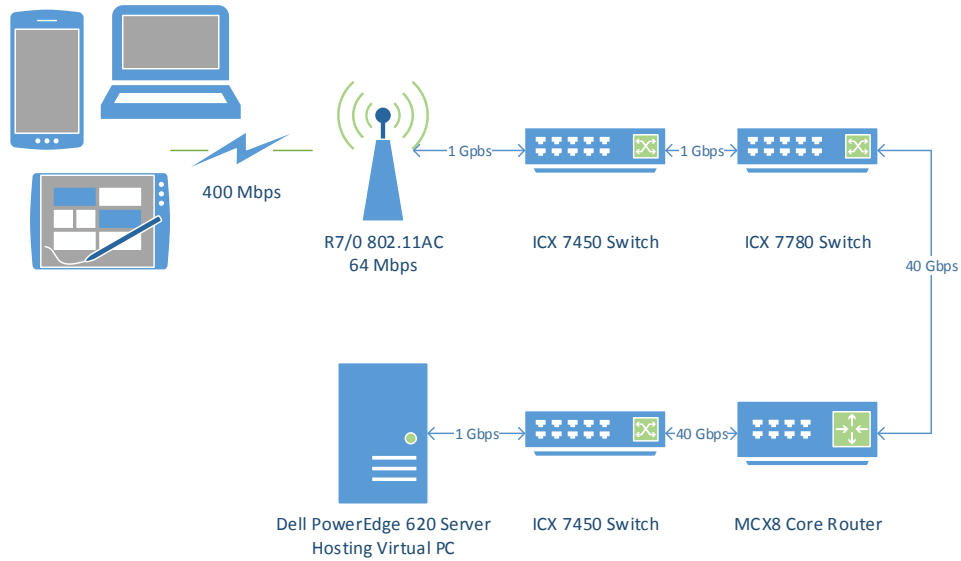 400 Mbps
R7/0 802.11AC
64 Mbps
1 Gpbs
ICX 7450 Switch
1 Gbps
ICX 7780 Switch
40 Gbps
Dell PowerEdge 620 Server
Hosting Virtual PC
1 Gbps
ICX 7450 Switch
40 Gbps
MCX8 Core Router